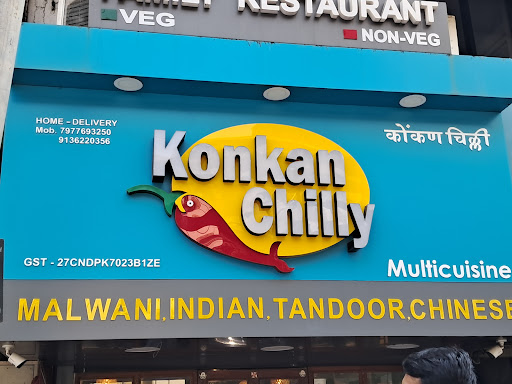 RESTAURANT
VEG
NON-VEG
HOME - DELIVERY
Mob. 7977693250
9136220356
कोंकण चिल्ली
Konkan
Chilly
GST - 27CNDPK7023B1ZE
Multicuisine
MALWANI,INDIAN,TANDOOR,CHINESE